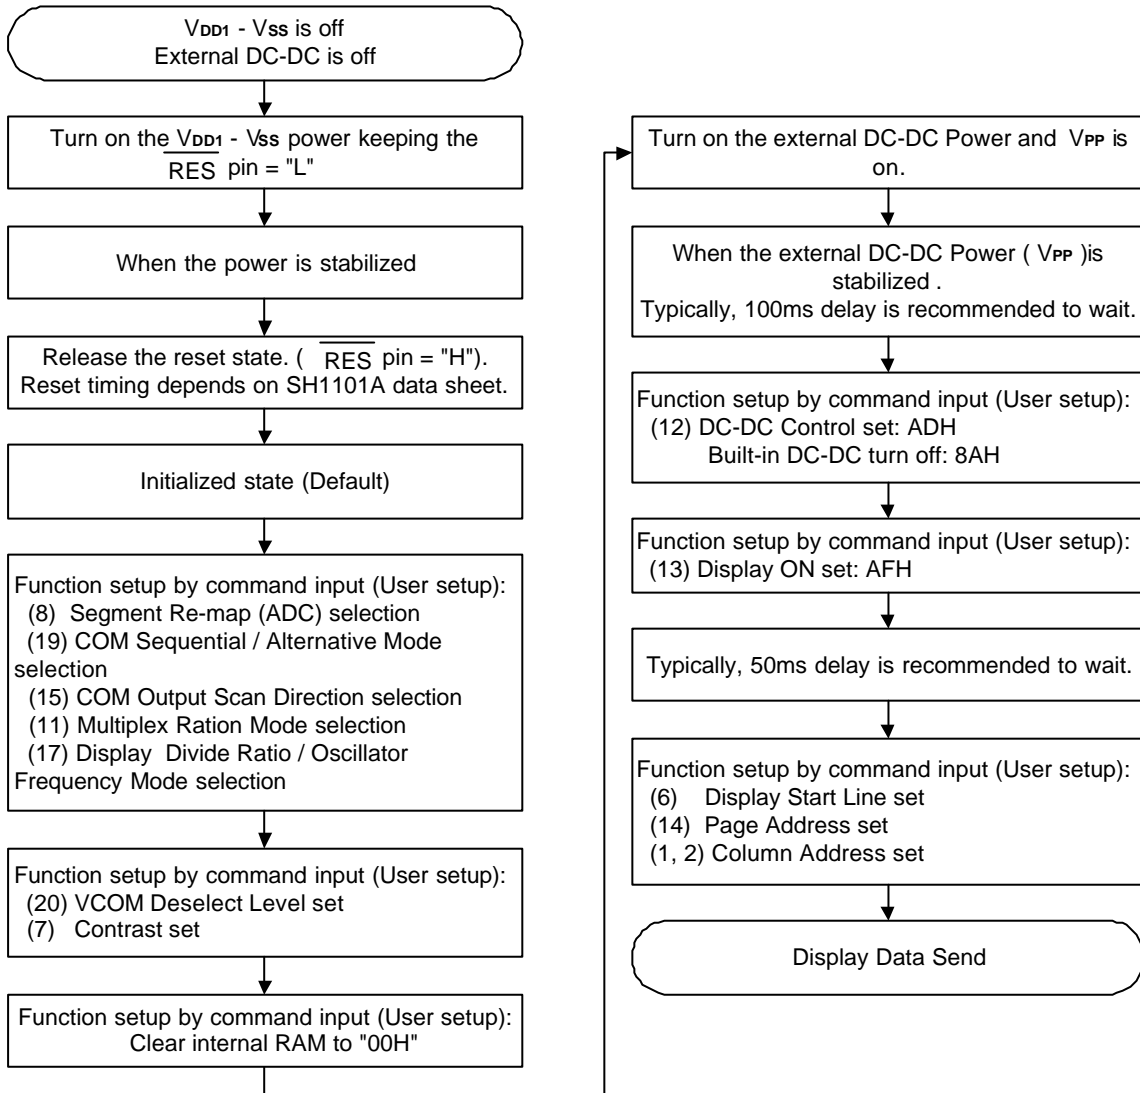 VDD1 - VSS is off
External DC-DC is off
Turn on the VDD1 - VSS power keeping the
RES pin = "L"
When the power is stabilized
Release the reset state. ( RES pin = "H").
Reset timing depends on SH1101A data sheet.
Initialized state (Default)
Function setup by command input (User setup):
(8) Segment Re-map (ADC) selection
(19) COM Sequential / Alternative Mode
selection
(15) COM Output Scan Direction selection
(11) Multiplex Ration Mode selection
(17) Display Divide Ratio / Oscillator
Frequency Mode selection
Function setup by command input (User setup):
(20) VCOM Deselect Level set
(7) Contrast set
Function setup by command input (User setup):
Clear internal RAM to "00H"
Turn on the external DC-DC Power and VPP is
on.
When the external DC-DC Power ( VPP )is
stabilized .
Typically, 100ms delay is recommended to wait.
Function setup by command input (User setup):
(12) DC-DC Control set: ADH
Built-in DC-DC turn off: 8AH
Function setup by command input (User setup):
(13) Display ON set: AFH
Typically, 50ms delay is recommended to wait.
Function setup by command input (User setup):
(6) Display Start Line set
(14) Page Address set
(1, 2) Column Address set
Display Data Send